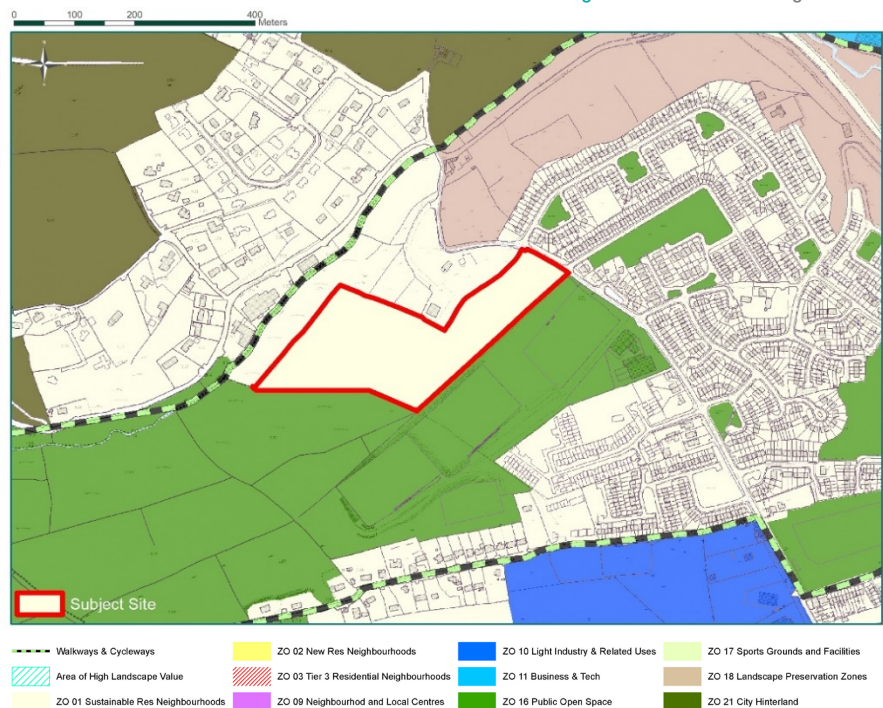 0 100 200 400
Meters
Subject Site
Walkways & Cycleways
ZO 02 New Res Neighbourhoods
ZO 10 Light Industry & Related Uses
ZO 17 Sports Grounds and Facilities
Area of High Landscape Value
ZO 03 Tier 3 Residential Neighbourhoods
ZO 11 Business & Tech
ZO 18 Landscape Preservation Zones
ZO 01 Sustainable Res Neighbourhoods
ZO 09 Neighbourhod and Local Centres
ZO 16 Public Open Space
ZO 21 City Hinterland